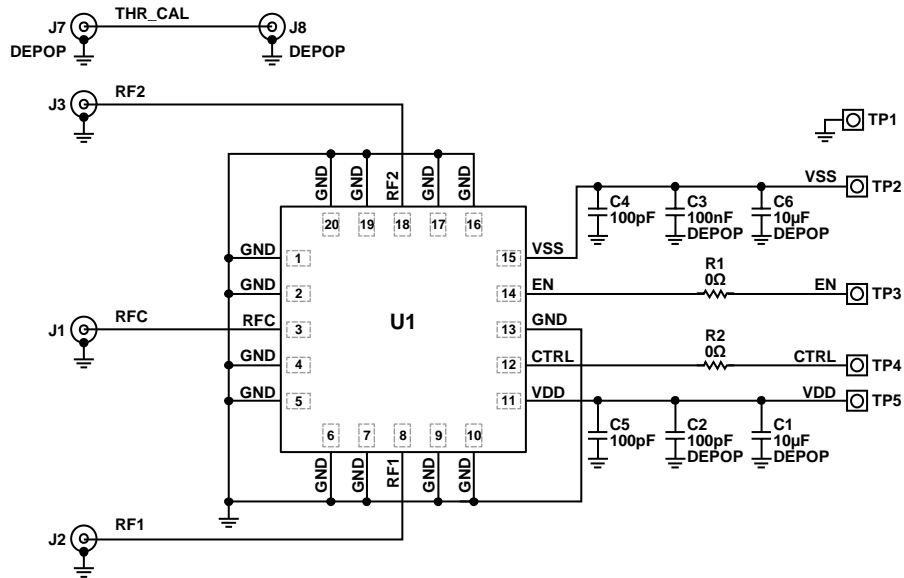 J7
THR_CAL
J8
DEPOP
DEPOP
J3
RF2
TP1
GND
GND
RF2
GND
GND
20
19
18
17
16
VSS
TP2
C4
100pF
C3
100nF
DEPOP
C6
10µF
DEPOP
GND
1
15
VSS
GND
2
14
EN
R1
0Ω
EN
TP3
J1
RFC
RFC
3
U1
13
GND
GND
4
12
CTRL
R2
0Ω
CTRL
TP4
GND
5
11
VDD
VDD
TP5
C5
100pF
C2
100pF
DEPOP
C1
10µF
DEPOP
6
7
8
9
10
GND
GND
RF1
GND
GND
J2
RF1